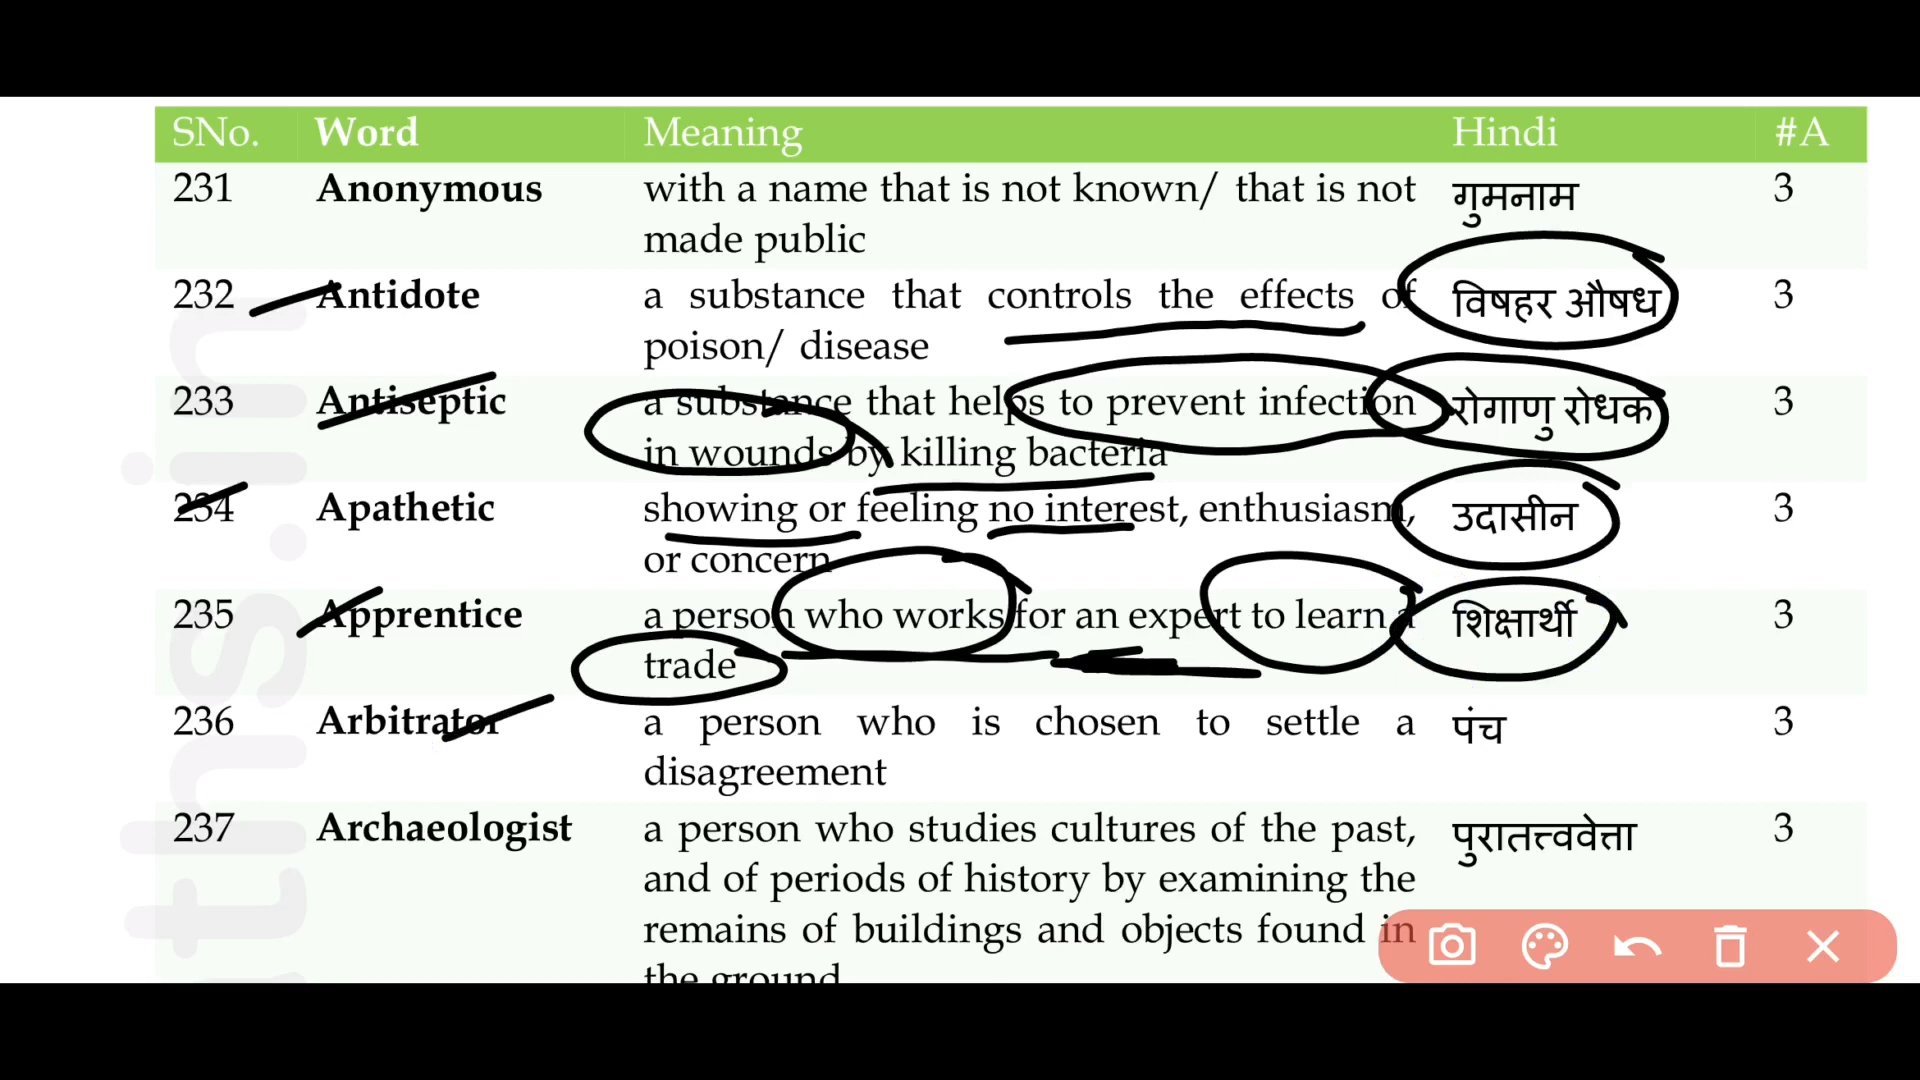 SNo. Word Meaning Hindi #A
231 Anonymous with a name that is not known/ that is not गुमनाम 3
made public
232 Antidote a substance that controls the effects of विषहर औषध 3
poison/ disease
233 Antiseptic a substance that helps to prevent infection रोगाणु रोधक 3
in wounds by killing bacteria
234 Apathetic showing or feeling no interest, enthusiasm, उदासीन 3
or concern
235 Apprentice a person who works for an expert to learn a शिक्षार्थी 3
trade
236 Arbitrator a person who is chosen to settle a पंच 3
disagreement
237 Archaeologist a person who studies cultures of the past, पुरातत्त्ववेत्ता 3
and of periods of history by examining the
remains of buildings and objects found in
the ground
ths.in